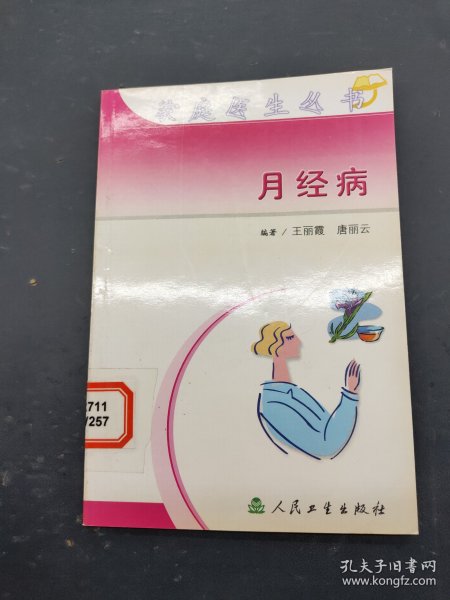 家庭医生丛书
月经病
编著 / 王丽霞 唐丽云
.711
/257
人民卫生出版社
孔夫子旧书网
www.kongfz.com